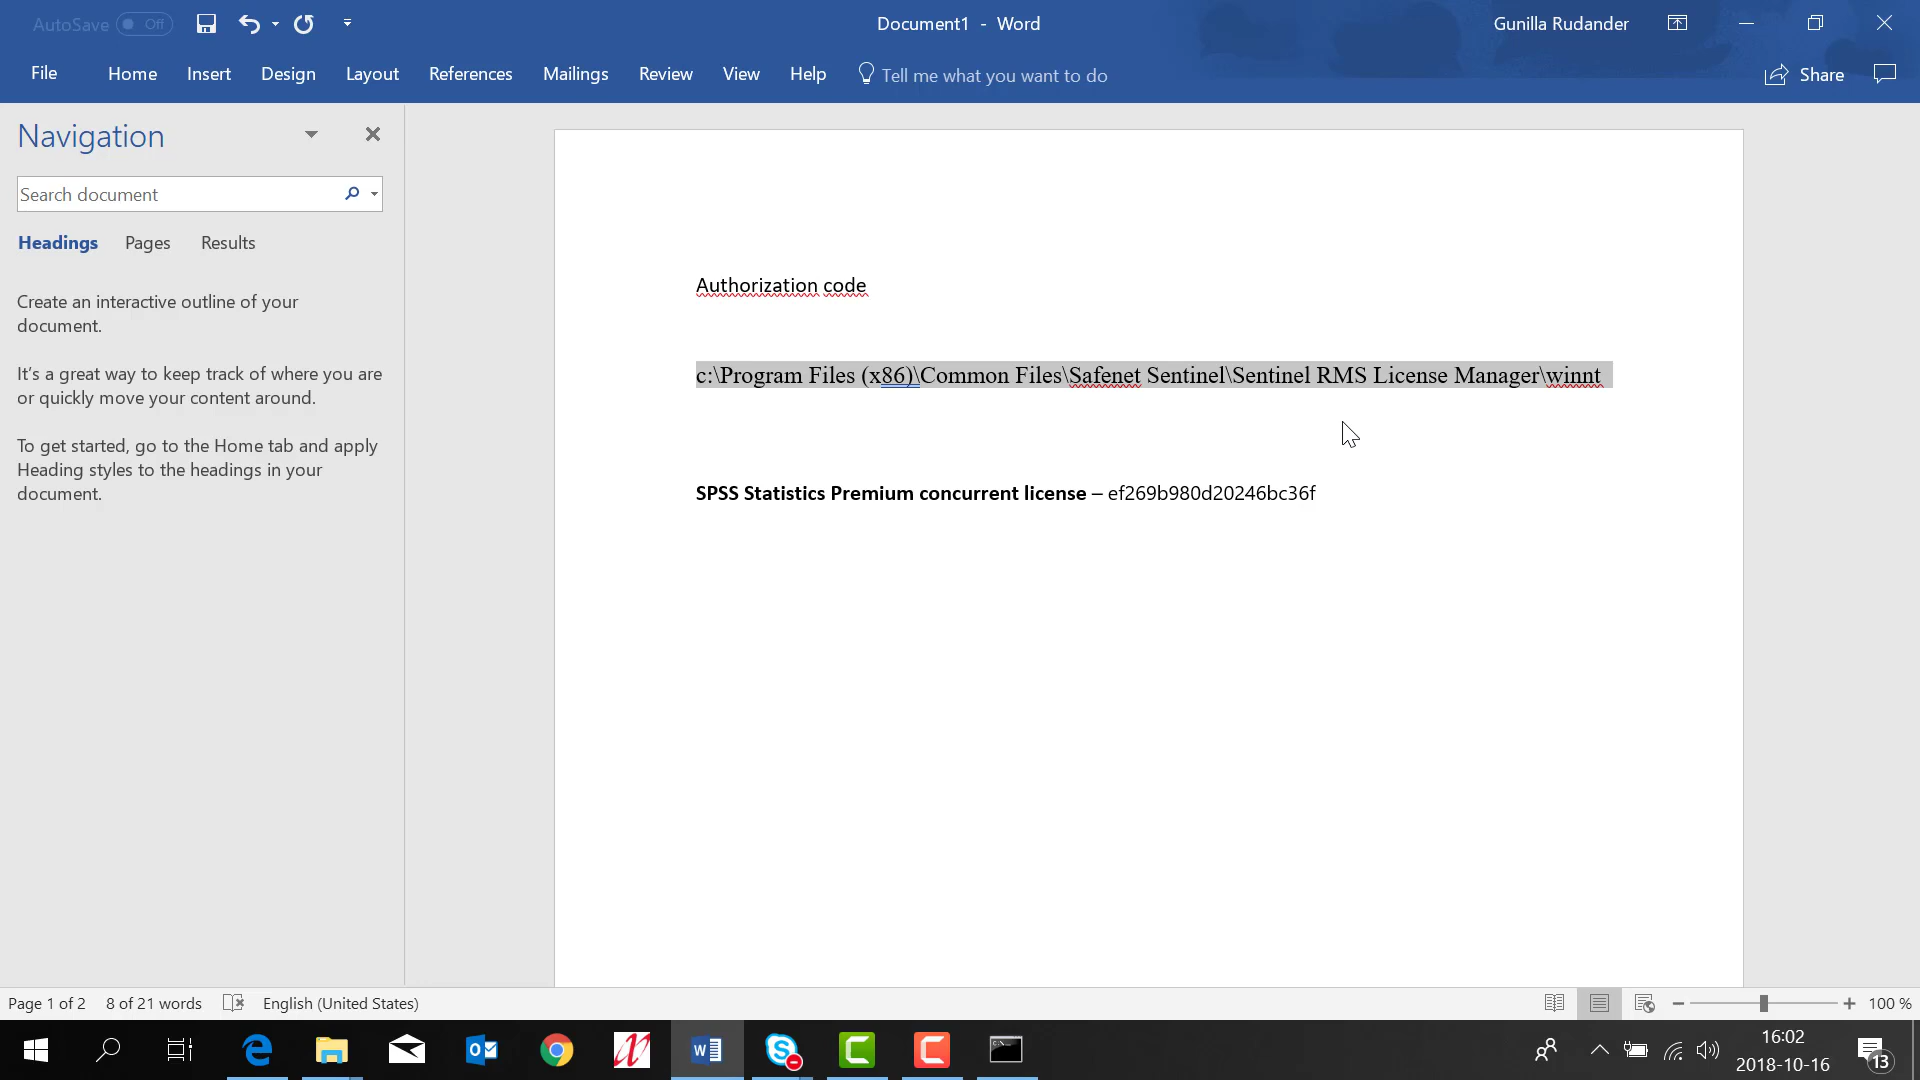 AutoSave Off
Document1 - Word
Gunilla Rudander
File Home Insert Design Layout References Mailings Review View Help Tell me what you want to do Share
Navigation
Search document
Headings Pages Results
Create an interactive outline of your
document.
It's a great way to keep track of where you are
or quickly move your content around.
To get started, go to the Home tab and apply
Heading styles to the headings in your
document.
Authorization code
c:\Program Files (x86)\Common Files\Safenet Sentinel\Sentinel RMS License Manager\winnt
SPSS Statistics Premium concurrent license – ef269b980d20246bc36f
Page 1 of 2 8 of 21 words English (United States) 100 %
16:02
2018-10-16
13